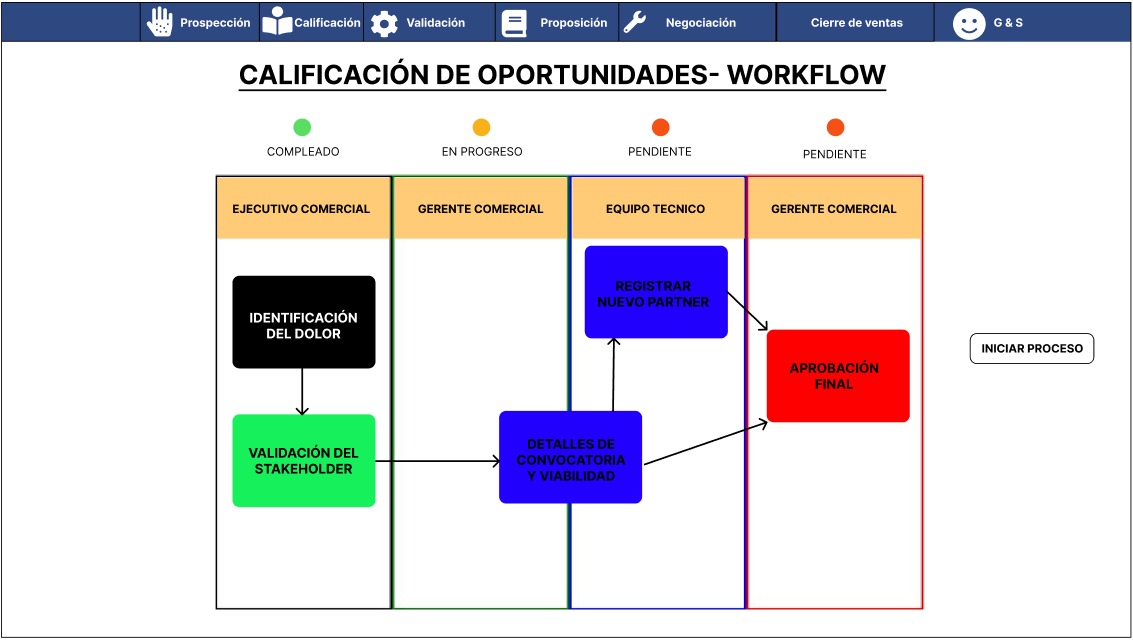 Prospección
Calificación
Validación
Proposición
Negociación
Cierre de ventas
G & S
CALIFICACIÓN DE OPORTUNIDADES- WORKFLOW
COMPLEADO
EN PROGRESO
PENDIENTE
PENDIENTE
EJECUTIVO COMERCIAL
GERENTE COMERCIAL
EQUIPO TECNICO
GERENTE COMERCIAL
REGISTRAR
NUEVO PARTNER
IDENTIFICACIÓN
DEL DOLOR
APROBACIÓN
FINAL
INICIAR PROCESO
VALIDACIÓN DEL
STAKEHOLDER
DETALLES DE
CONVOCATORIA
Y VIABILIDAD